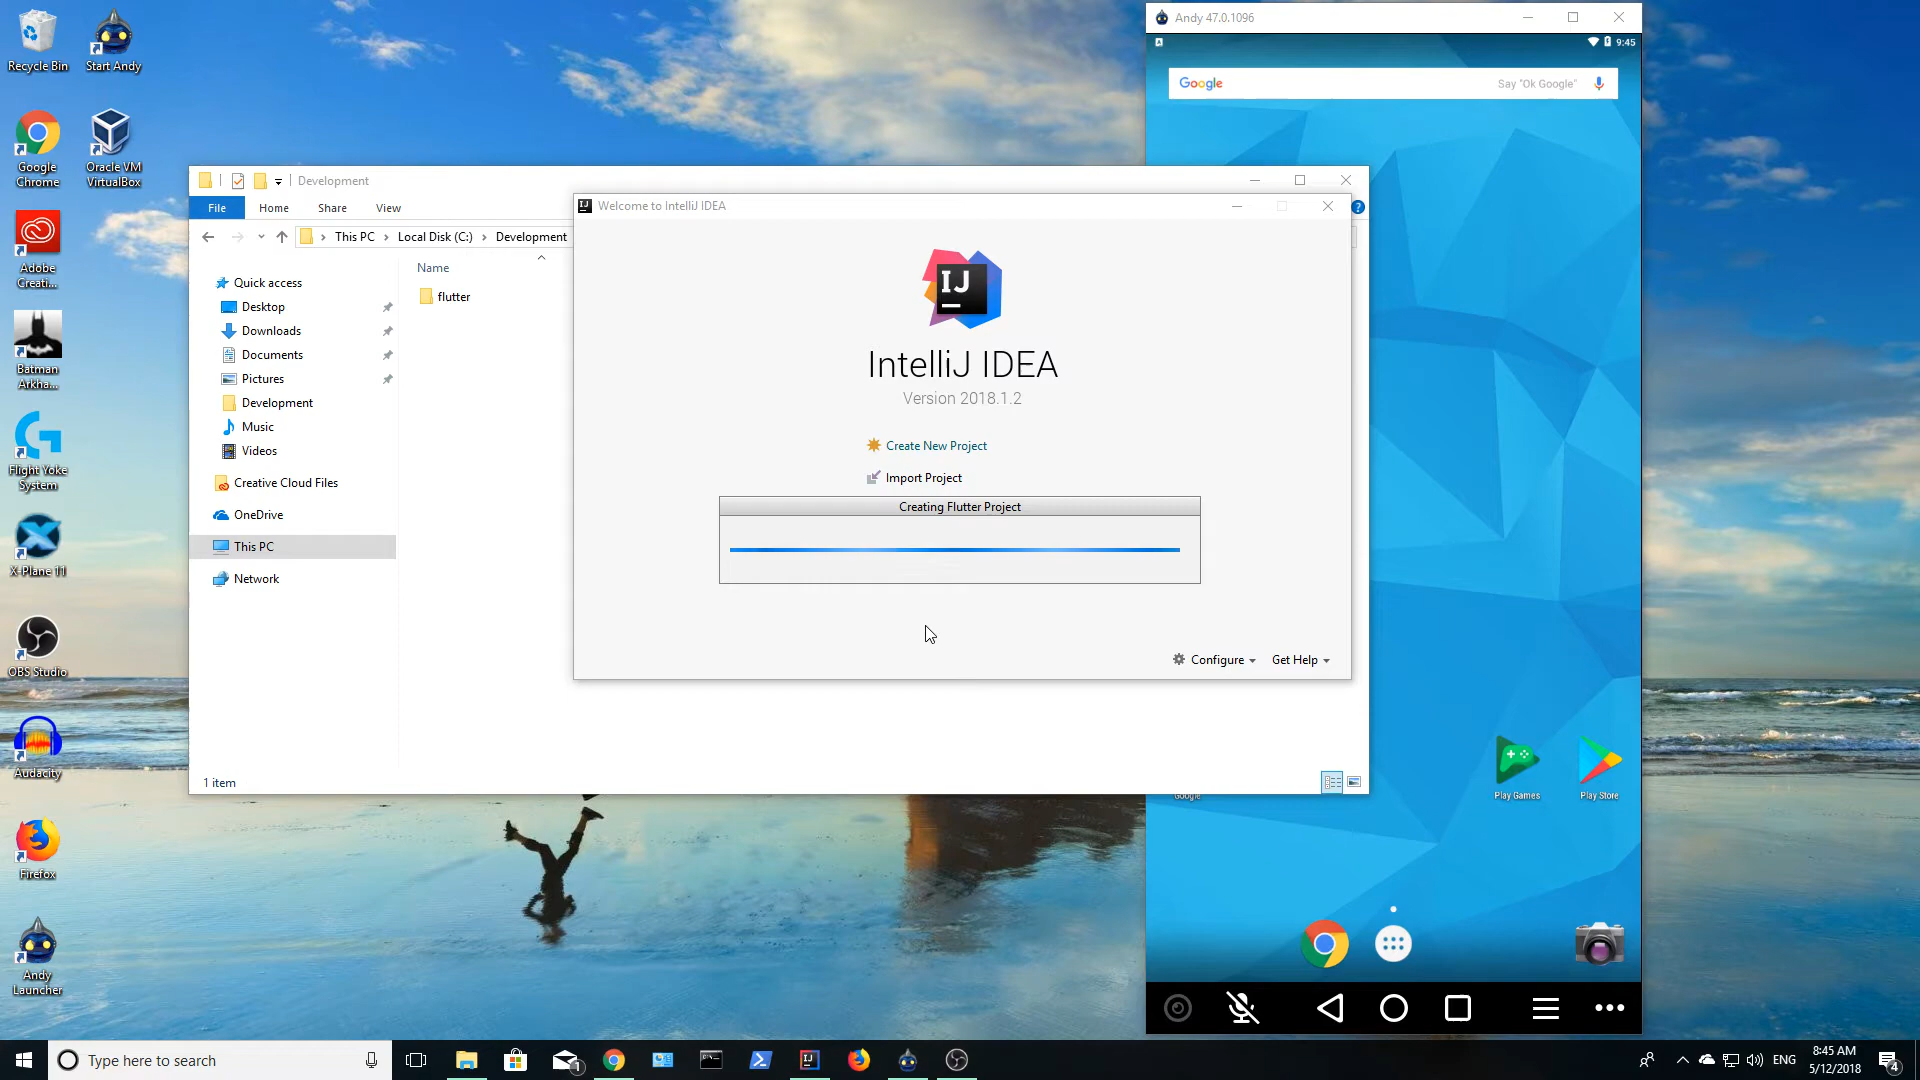 Recycle Bin
Start Andy
Google Chrome
Oracle VM VirtualBox
Adobe Creati...
Batman Arkha...
Flight Yoke System
X-Plane 11
OBS Studio
Audacity
Firefox
Andy Launcher
Development
File
Home
Share
View
This PC
Local Disk (C:)
Development
Name
flutter
Quick access
Desktop
Downloads
Documents
Pictures
Development
Music
Videos
Creative Cloud Files
OneDrive
This PC
Network
1 item
Welcome to IntelliJ IDEA
IJ
IntelliJ IDEA
Version 2018.1.2
Create New Project
Import Project
Creating Flutter Project
Configure
Get Help
Andy 47.0.1096
9:45
Google
Say "Ok Google"
Google
Play Games
Play Store
Type here to search
1
ENG
8:45 AM
5/12/2018
4